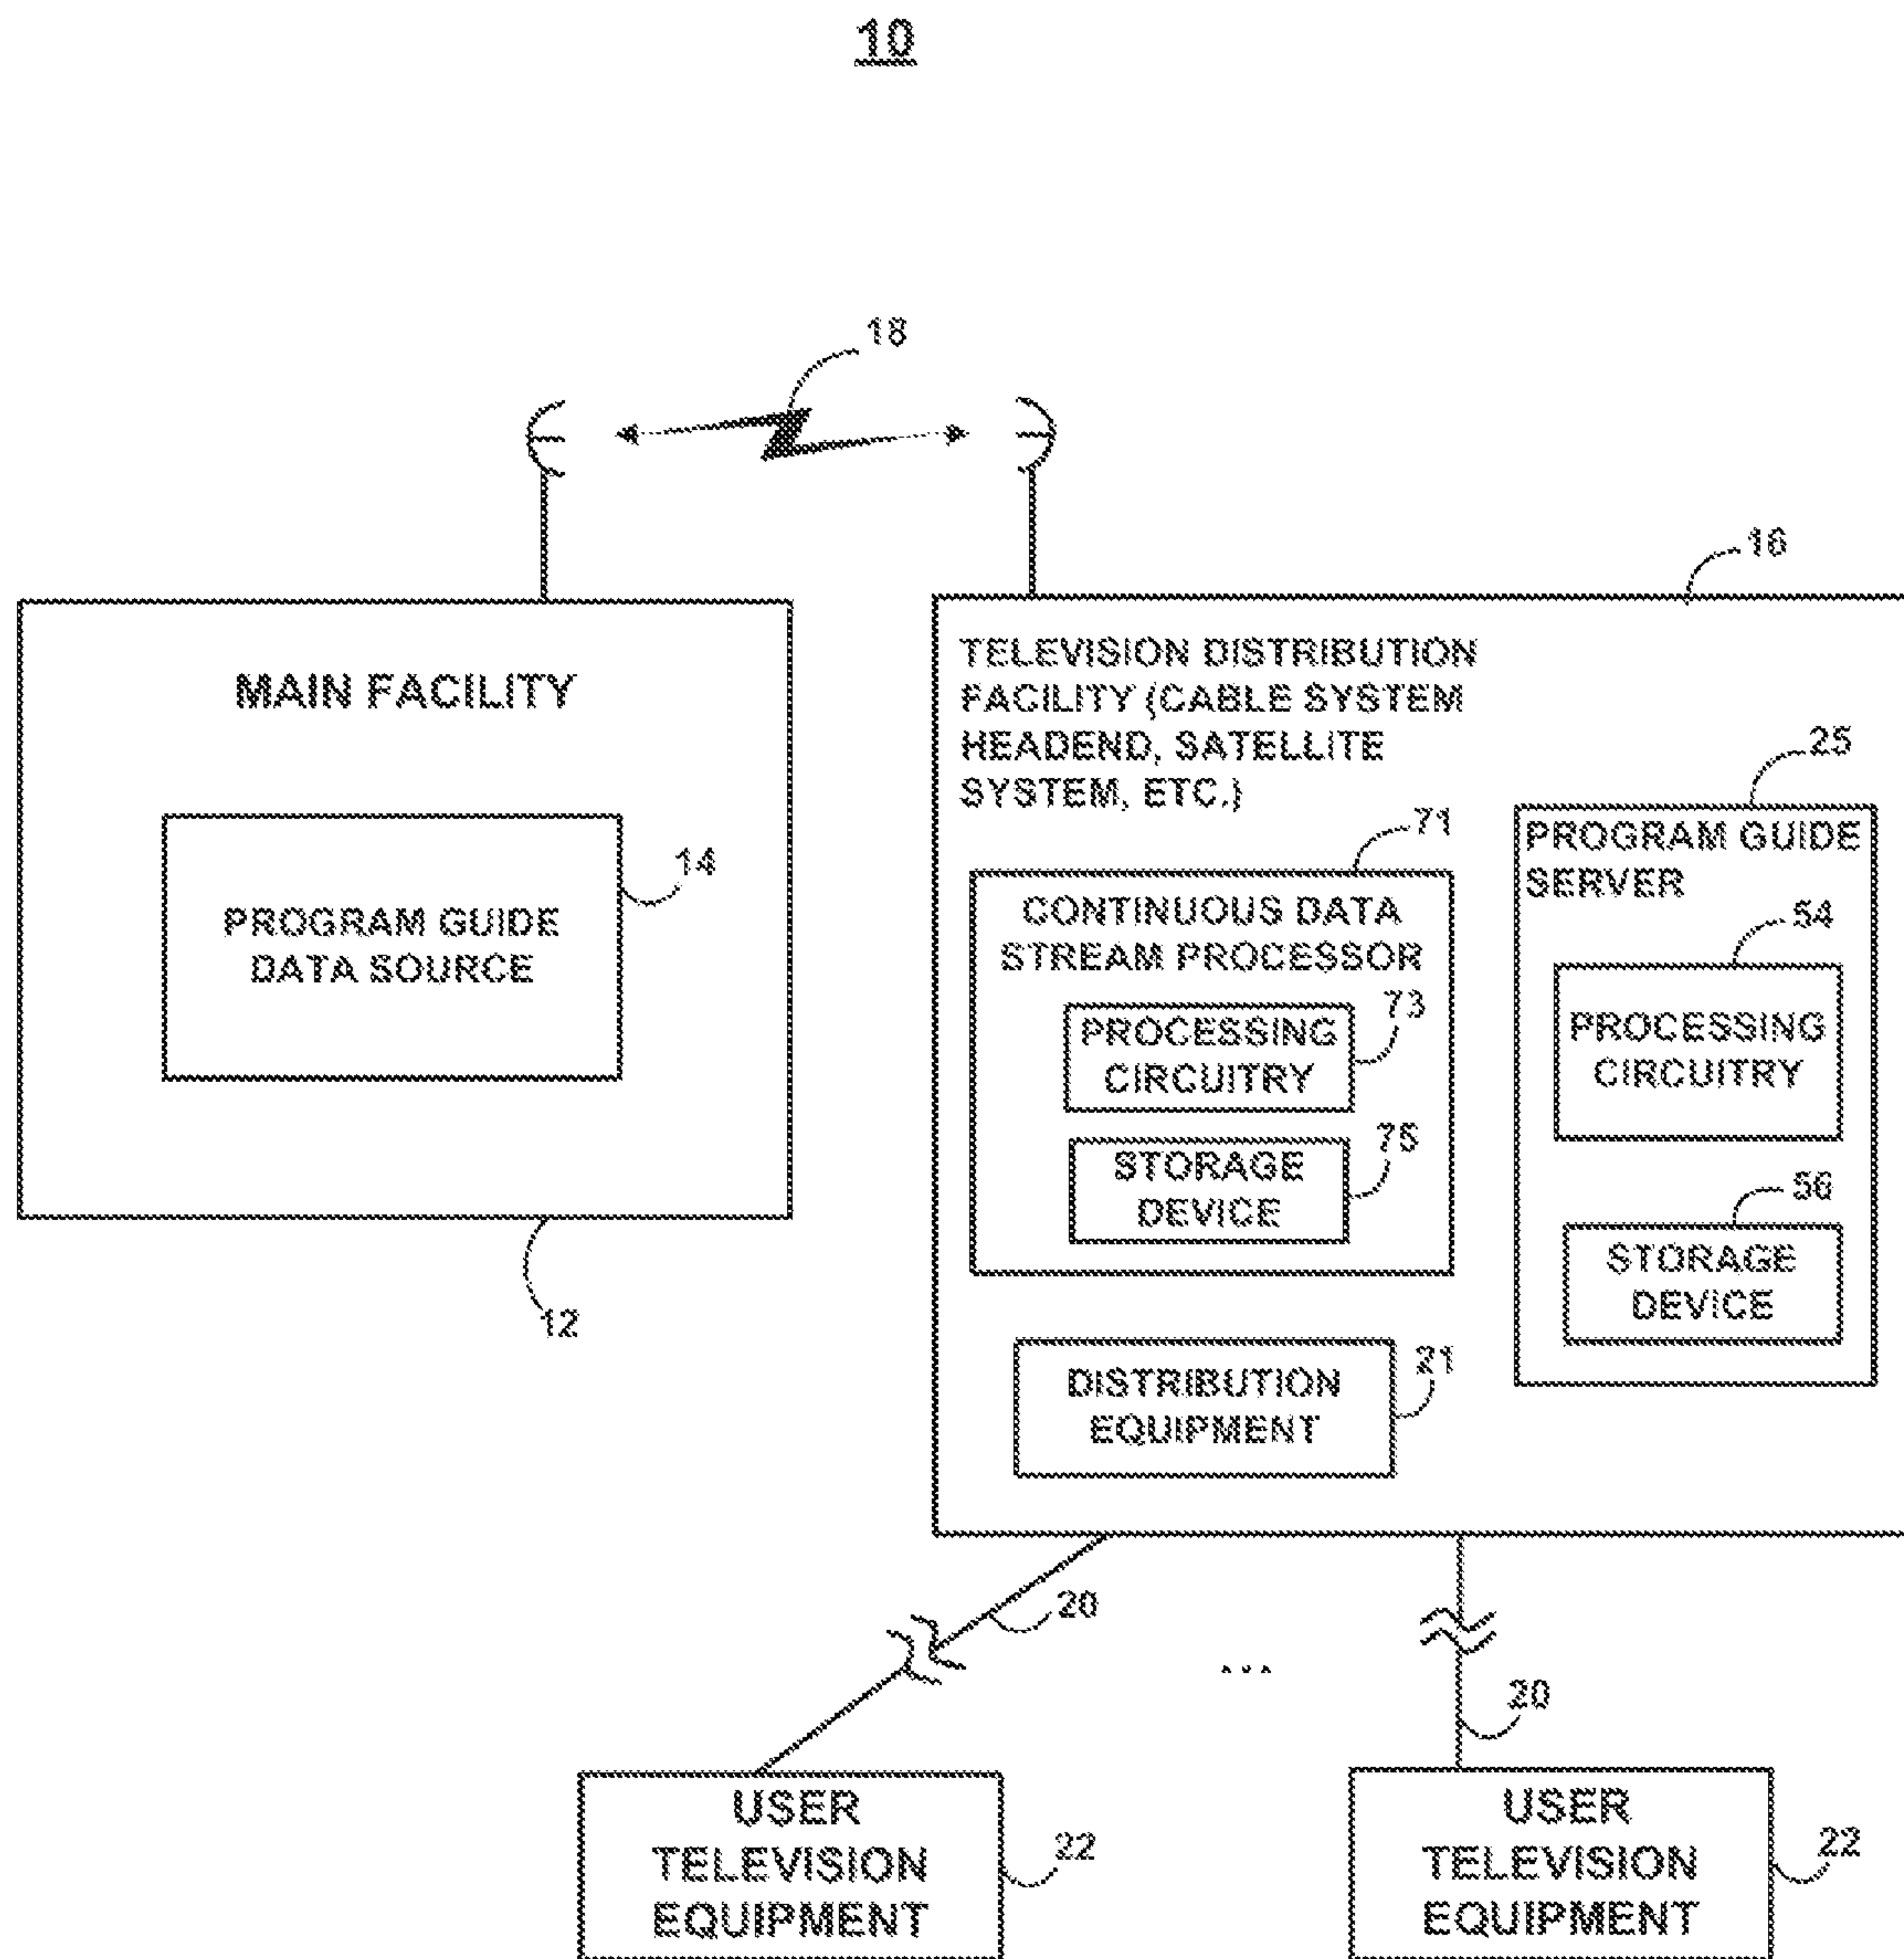 10
18
16
MAIN FACILITY
PROGRAM GUIDE
DATA SOURCE
14
12
TELEVISION DISTRIBUTION
FACILITY (CABLE SYSTEM
HEADEND, SATELLITE
SYSTEM, ETC.)
71
CONTINUOUS DATA
STREAM PROCESSOR
73
PROCESSING
CIRCUITRY
75
STORAGE
DEVICE
25
PROGRAM GUIDE
SERVER
54
PROCESSING
CIRCUITRY
56
STORAGE
DEVICE
DISTRIBUTION
EQUIPMENT
21
20
...
20
USER
TELEVISION
EQUIPMENT
22
USER
TELEVISION
EQUIPMENT
22